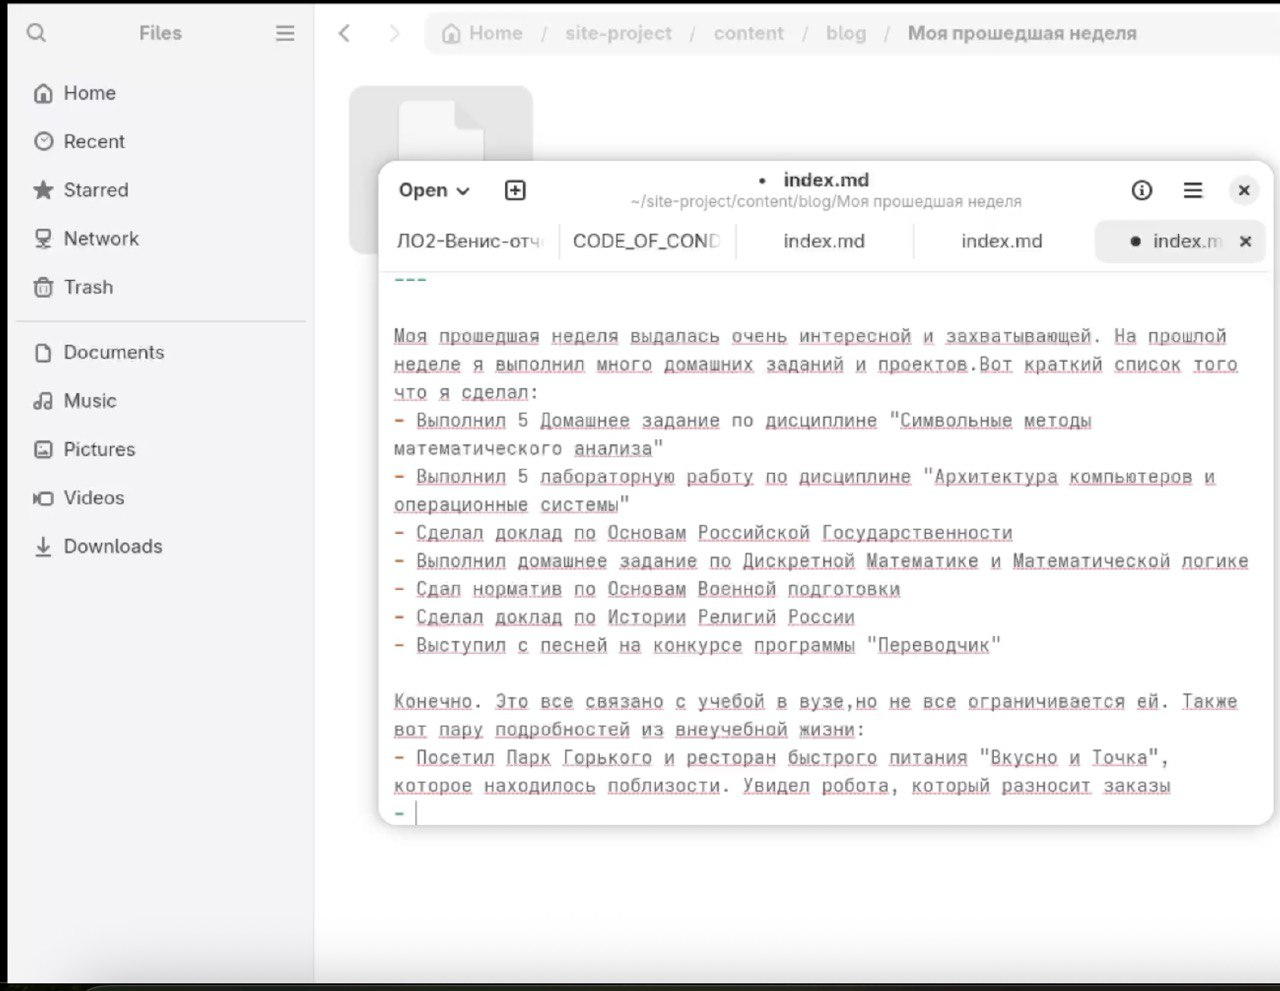 Files
Home / site-project / content / blog / Моя прошедшая неделя
Home
Recent
Starred
Network
Trash
Documents
Music
Pictures
Videos
Downloads
Open
• index.md
~/site-project/content/blog/Моя прошедшая неделя
ЛО2-Венис-отч
CODE_OF_COND
index.md
index.md
● index.m
---
Моя прошедшая неделя выдалась очень интересной и захватывающей. На прошлой
неделе я выполнил много домашних заданий и проектов.Вот краткий список того
что я сделал:
- Выполнил 5 Домашнее задание по дисциплине "Символьные методы
математического анализа"
- Выполнил 5 лабораторную работу по дисциплине "Архитектура компьютеров и
операционные системы"
- Сделал доклад по Основам Российской Государственности
- Выполнил домашнее задание по Дискретной Математике и Математической логике
- Сдал норматив по Основам Военной подготовки
- Сделал доклад по Истории Религий России
- Выступил с песней на конкурсе программы "Переводчик"
Конечно. Это все связано с учебой в вузе,но не все ограничивается ей. Также
вот пару подробностей из внеучебной жизни:
- Посетил Парк Горького и ресторан быстрого питания "Вкусно и Точка",
которое находилось поблизости. Увидел робота, который разносит заказы
-